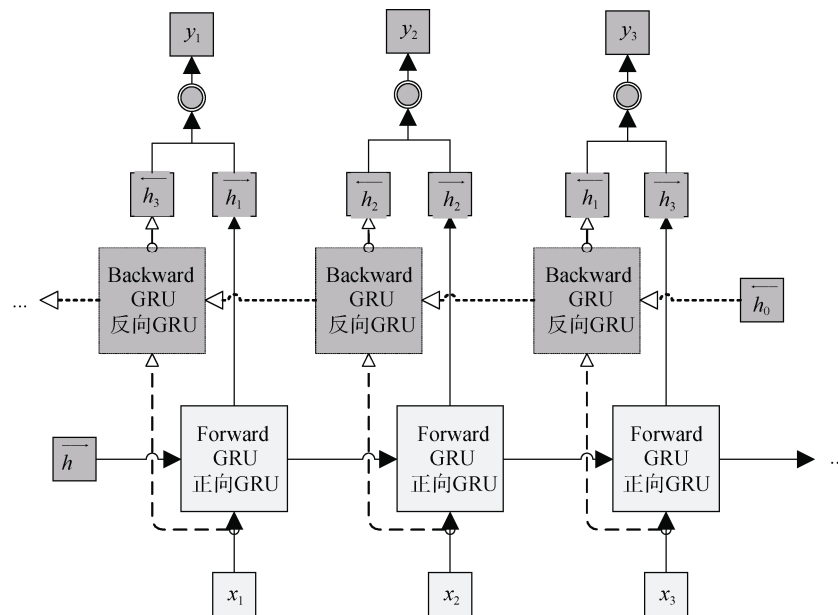 y₁
y₂
y₃
←h₃
→h₁
←h₂
→h₂
←h₁
→h₃
Backward
GRU
反向GRU
Backward
GRU
反向GRU
Backward
GRU
反向GRU
...
←h₀
Forward
GRU
正向GRU
Forward
GRU
正向GRU
Forward
GRU
正向GRU
→h
...
x₁
x₂
x₃